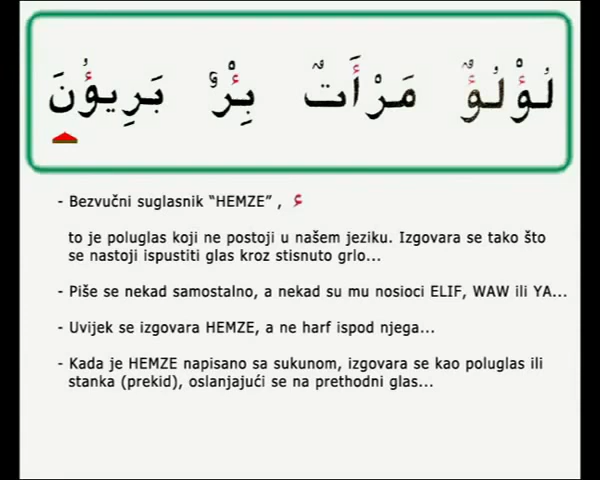 لُؤْلُؤٌ مَرْأَتٌ بِئْرٌ بَرِيؤُنَ
- Bezvučni suglasnik “HEMZE” , ء
to je poluglas koji ne postoji u našem jeziku. Izgovara se tako što
se nastoji ispustiti glas kroz stisnuto grlo...
- Piše se nekad samostalno, a nekad su mu nosioci ELIF, WAW ili YA...
- Uvijek se izgovara HEMZE, a ne harf ispod njega...
- Kada je HEMZE napisano sa sukunom, izgovara se kao poluglas ili
stanka (prekid), oslanjajući se na prethodni glas...